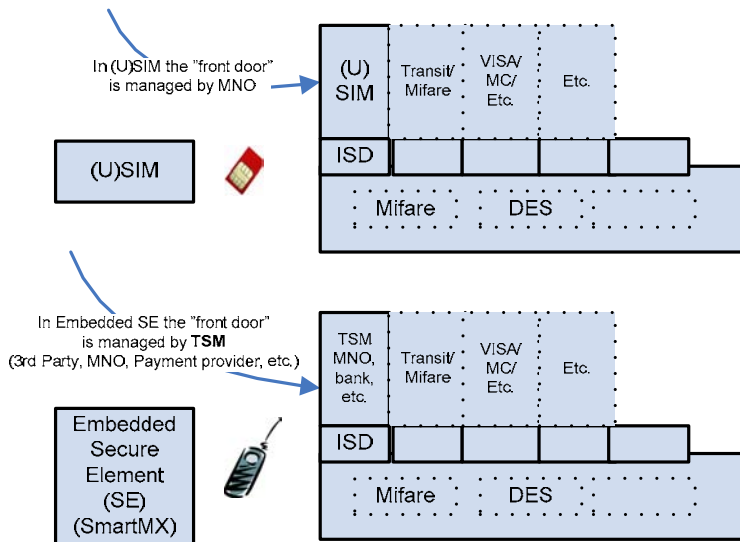 In (U)SIM the "front door"
is managed by MNO
(U)SIM
(U)
SIM
Transit/
Mifare
VISA/
MC/
Etc.
Etc.
ISD
Mifare
DES
In Embedded SE the "front door"
is managed by TSM
(3rd Party, MNO, Payment provider, etc.)
Embedded
Secure
Element
(SE)
(SmartMX)
TSM
MNO,
bank,
etc.
Transit/
Mifare
VISA/
MC/
Etc.
Etc.
ISD
Mifare
DES